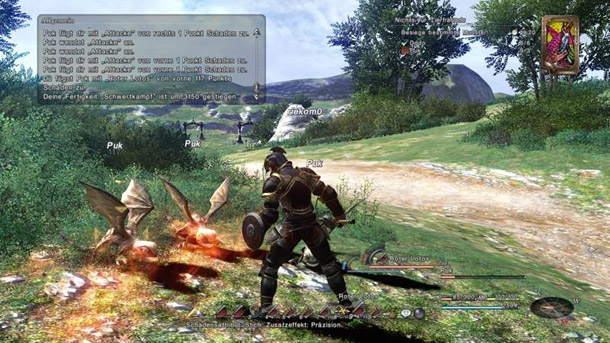 Allgemein
Puk fügt dir mit „Attacke" von rechts 1 Punkt Schaden zu.
Puk wendet „Attacke" an.
Puk wendet „Attacke" an.
Puk fügt dir mit „Attacke" von vorne 1 Punkt Schaden zu.
Puk fügt dir mit „Attacke" von vorne 1 Punkt Schaden zu.
Du fügst Puk mit „Roter Lotos" von vorne 117 Punkte
Schaden zu.
Deine Fertigkeit „Schwertkampf" ist um 3150 gestiegen.
Besiege bestimmte
Puk
Puk
Puk
Roter Lotos
Schadensattribut: Stich. Zusatzeffekt: Präzision.